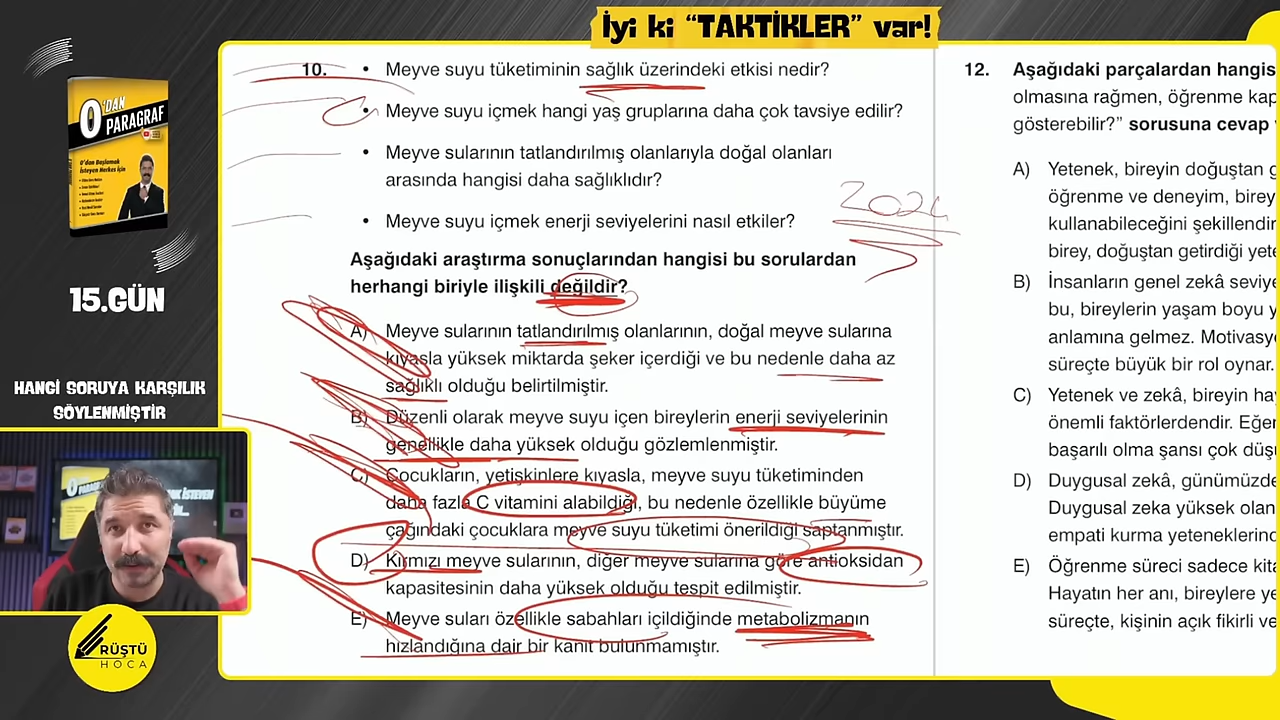 İyi ki “TAKTİKLER” var!
0'DAN
PARAGRAF
0'dan Başlamak
İsteyen Herkes İçin
15.GÜN
HANGİ SORUYA KARŞILIK
SÖYLENMİŞTİR
RÜŞTÜ
HOCA
10. • Meyve suyu tüketiminin sağlık üzerindeki etkisi nedir?
• Meyve suyu içmek hangi yaş gruplarına daha çok tavsiye edilir?
• Meyve sularının tatlandırılmış olanlarıyla doğal olanları
arasında hangisi daha sağlıklıdır?
• Meyve suyu içmek enerji seviyelerini nasıl etkiler?
2024
Aşağıdaki araştırma sonuçlarından hangisi bu sorulardan
herhangi biriyle ilişkili değildir?
A) Meyve sularının tatlandırılmış olanlarının, doğal meyve sularına
kıyasla yüksek miktarda şeker içerdiği ve bu nedenle daha az
sağlıklı olduğu belirtilmiştir.
B) Düzenli olarak meyve suyu içen bireylerin enerji seviyelerinin
genellikle daha yüksek olduğu gözlemlenmiştir.
C) Çocukların, yetişkinlere kıyasla, meyve suyu tüketiminden
daha fazla C vitamini alabildiği, bu nedenle özellikle büyüme
çağındaki çocuklara meyve suyu tüketimi önerildiği saptanmıştır.
D) Kırmızı meyve sularının, diğer meyve sularına göre antioksidan
kapasitesinin daha yüksek olduğu tespit edilmiştir.
E) Meyve suları özellikle sabahları içildiğinde metabolizmanın
hızlandığına dair bir kanıt bulunmamıştır.
12. Aşağıdaki parçalardan hangis
olmasına rağmen, öğrenme kap
gösterebilir?” sorusuna cevap
A) Yetenek, bireyin doğuştan g
öğrenme ve deneyim, birey
kullanabileceğini şekillendir
birey, doğuştan getirdiği yete
B) İnsanların genel zekâ seviye
bu, bireylerin yaşam boyu y
anlamına gelmez. Motivasyo
süreçte büyük bir rol oynar.
C) Yetenek ve zekâ, bireyin hay
önemli faktörlerdendir. Eğer
başarılı olma şansı çok düşü
D) Duygusal zekâ, günümüzde
Duygusal zeka yüksek olan
empati kurma yeteneklerinc
E) Öğrenme süreci sadece kita
Hayatın her anı, bireylere ye
süreçte, kişinin açık fikirli ve